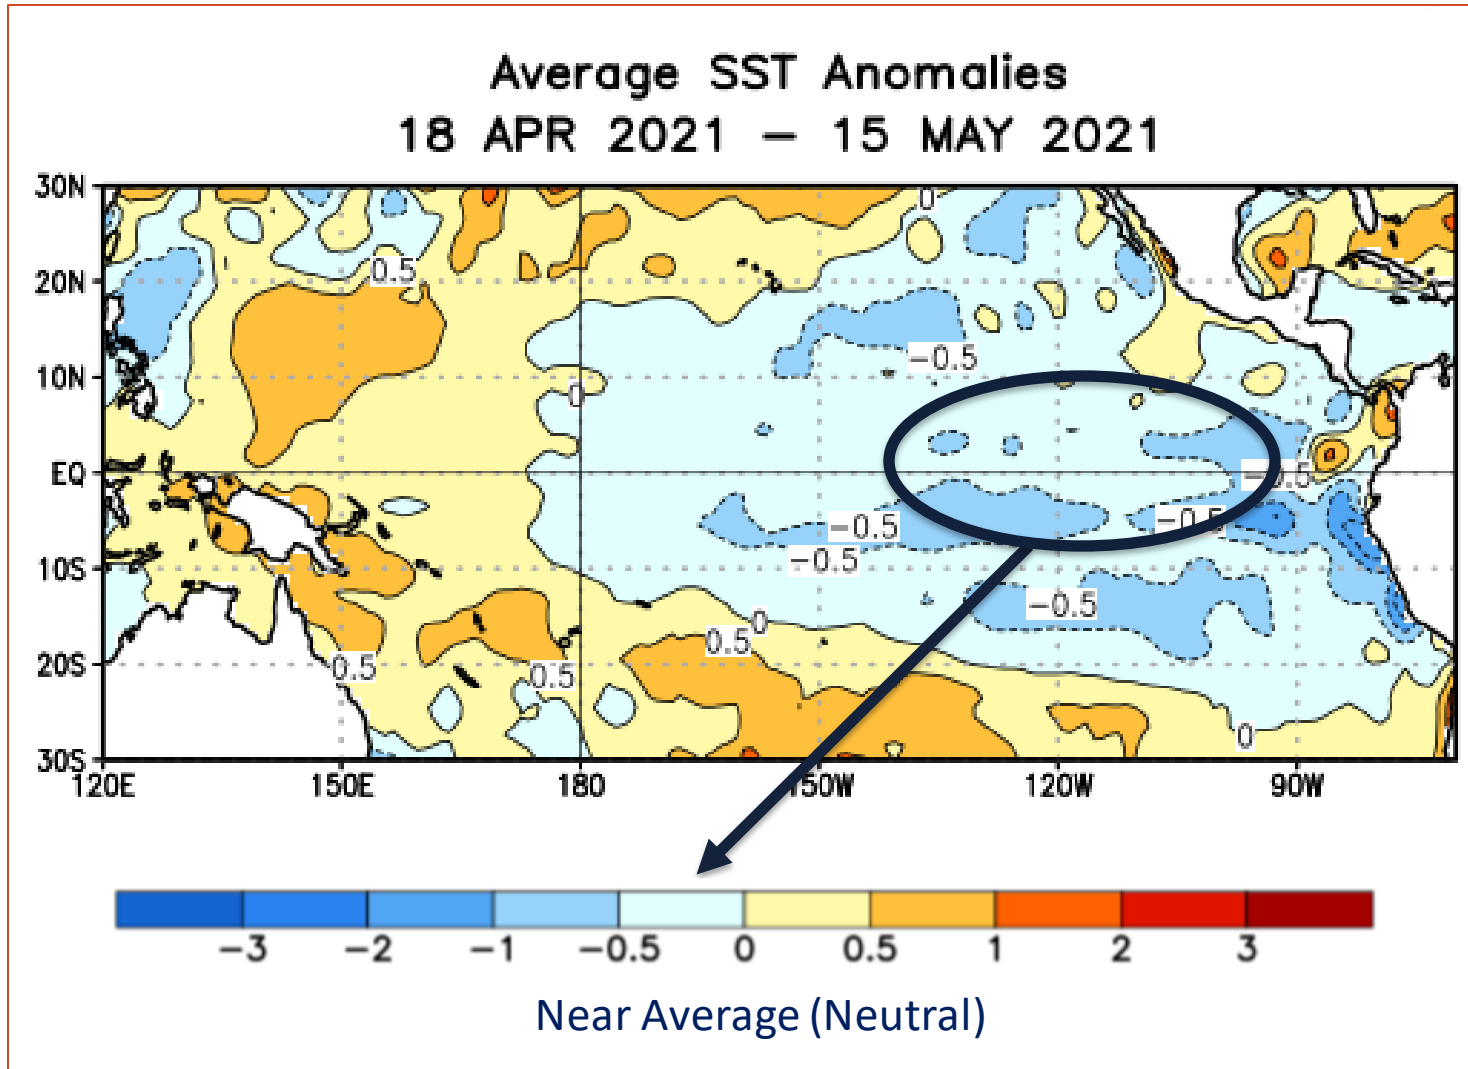 Average SST Anomalies
18 APR 2021 – 15 MAY 2021
30N
0
0.5
20N
−0.5
10N
0
EQ
−0.5
−0.5
−0.5
−0.5
10S
−0.5
0
0.5
20S
0.5
0.5
0
30S
120E 150E 180 150W 120W 90W
−3 −2 −1 −0.5 0 0.5 1 2 3
Near Average (Neutral)